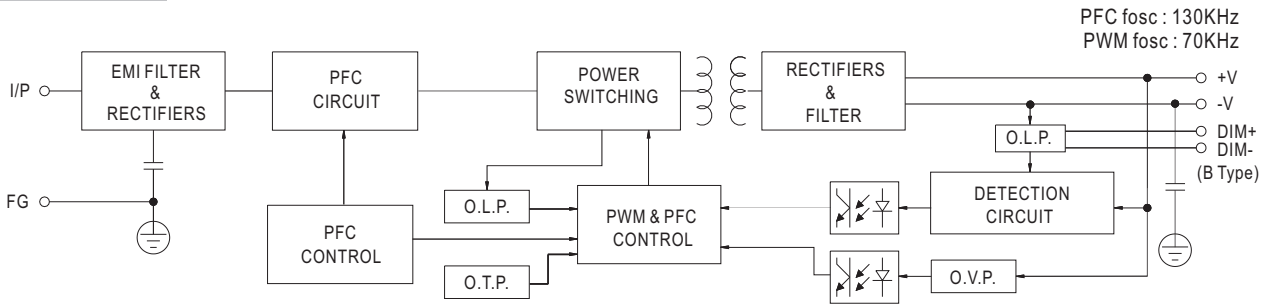 PFC fosc : 130KHz
PWM fosc : 70KHz
I/P
EMI FILTER
&
RECTIFIERS
PFC
CIRCUIT
POWER
SWITCHING
RECTIFIERS
&
FILTER
+V
-V
O.L.P.
DIM+
DIM-
(B Type)
FG
PFC
CONTROL
O.L.P.
O.T.P.
PWM & PFC
CONTROL
DETECTION
CIRCUIT
O.V.P.